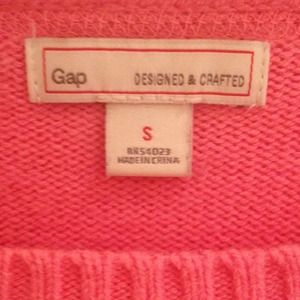 Gap DESIGNED & CRAFTED
S
RN54023
MADE IN CHINA